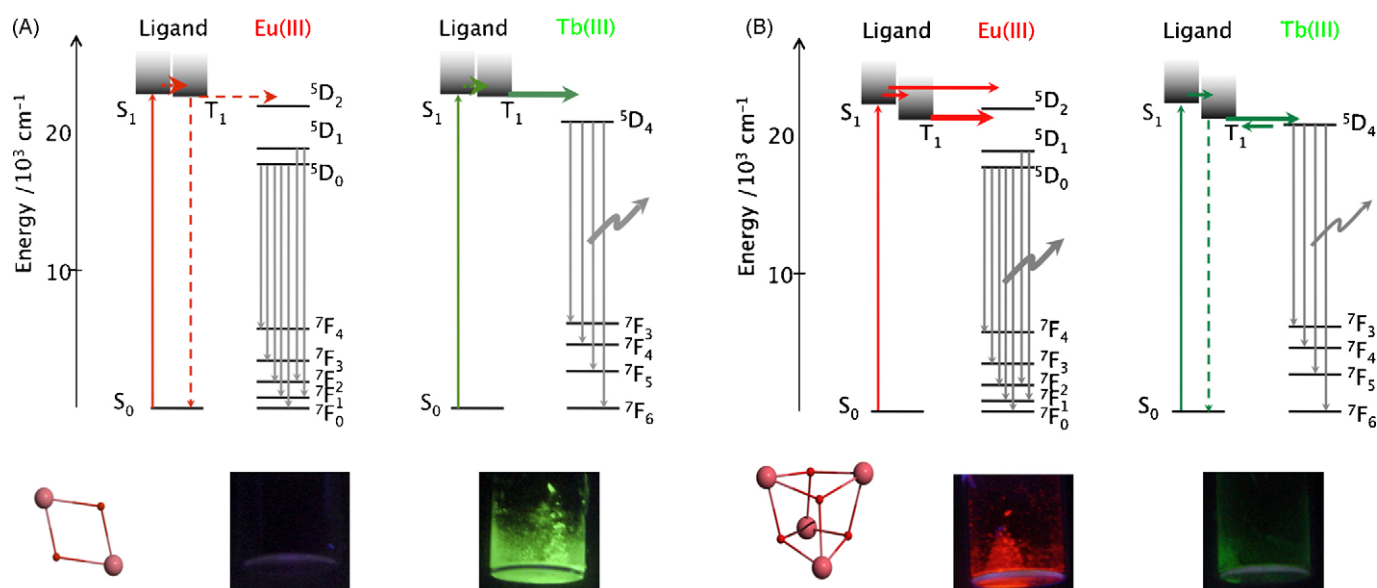 (A)
Ligand Eu(III)
Ligand Tb(III)
Energy /10³ cm⁻¹
20
10
S₁
T₁
S₀
⁵D₂
⁵D₁
⁵D₀
⁷F₄
⁷F₃
⁷F₂
⁷F₁
⁷F₀
S₁
T₁
S₀
⁵D₄
⁷F₃
⁷F₄
⁷F₅
⁷F₆
(B)
Ligand Eu(III)
Ligand Tb(III)
Energy /10³ cm⁻¹
20
10
S₁
T₁
S₀
⁵D₂
⁵D₁
⁵D₀
⁷F₄
⁷F₃
⁷F₂
⁷F₁
⁷F₀
S₁
T₁
S₀
⁵D₄
⁷F₃
⁷F₄
⁷F₅
⁷F₆